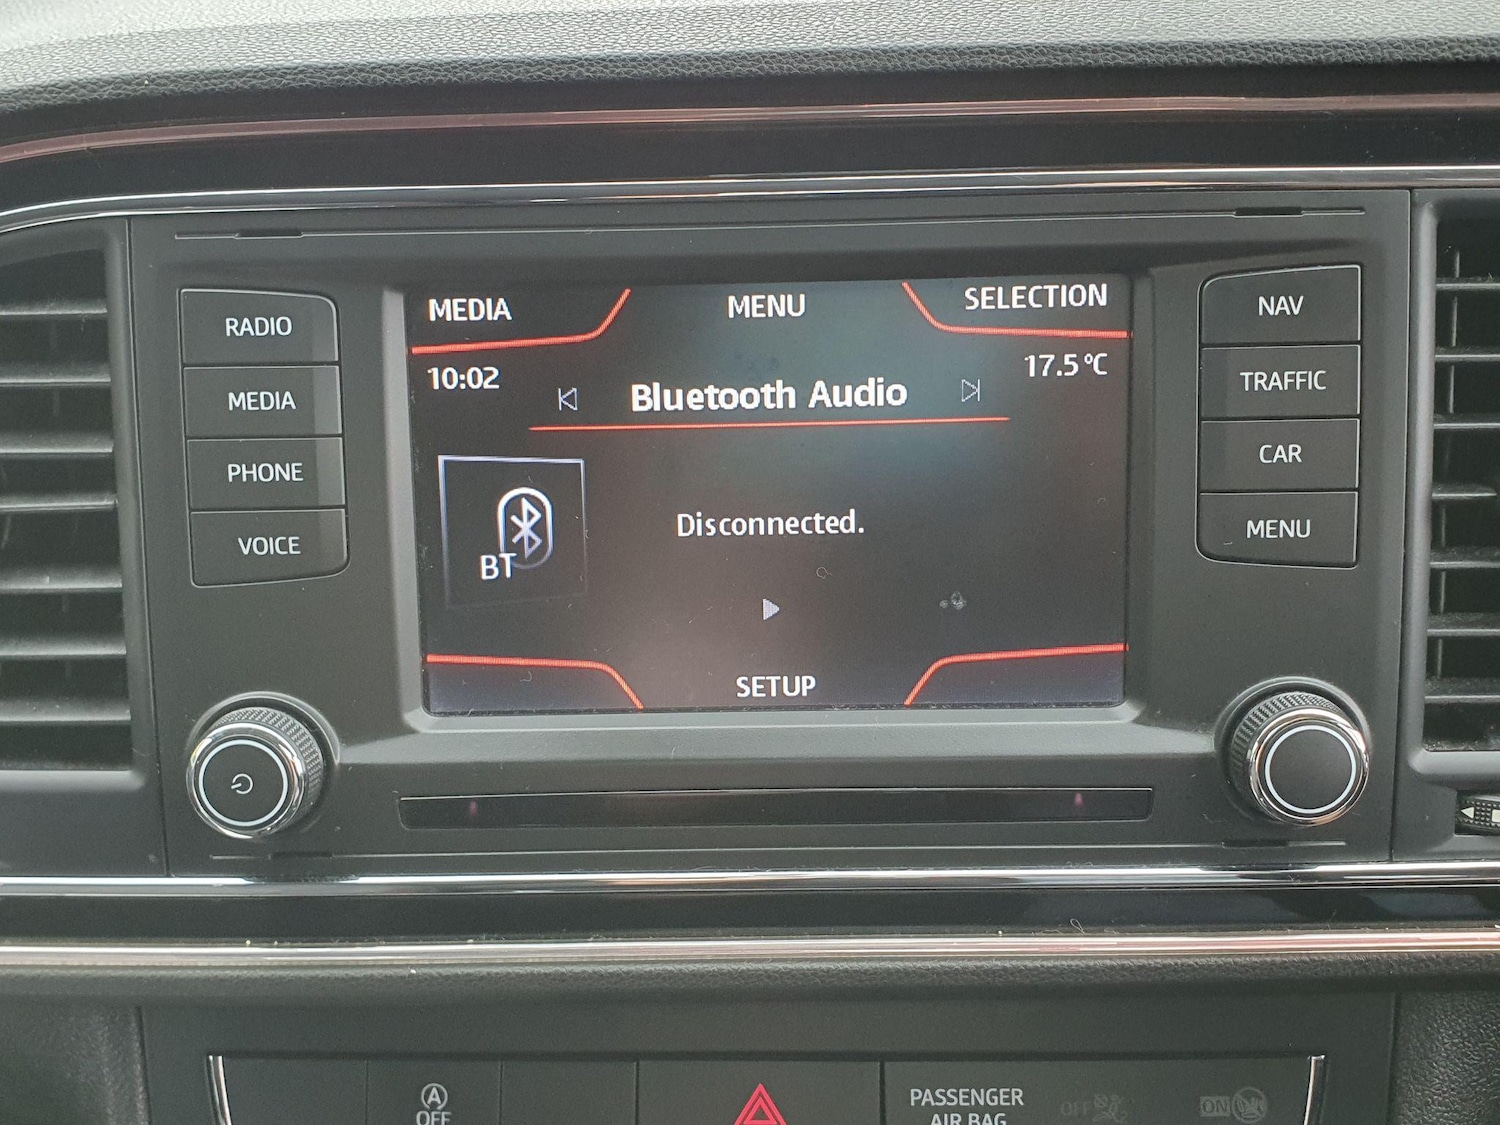 MEDIA
MENU
SELECTION
10:02
Bluetooth Audio
17.5°C
BT
Disconnected.
SETUP
RADIO
MEDIA
PHONE
VOICE
NAV
TRAFFIC
CAR
MENU
A
OFF
PASSENGER
AIR BAG
OFF
ON